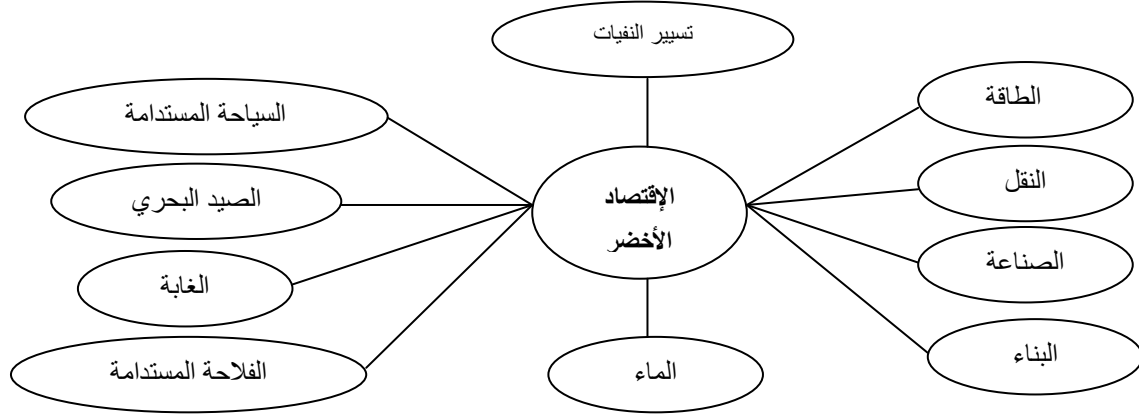 تسيير النفيات
الطاقة
السياحة المستدامة
النقل
الصيد البحري
الإقتصاد
الأخضر
الصناعة
الغابة
البناء
الماء
الفلاحة المستدامة